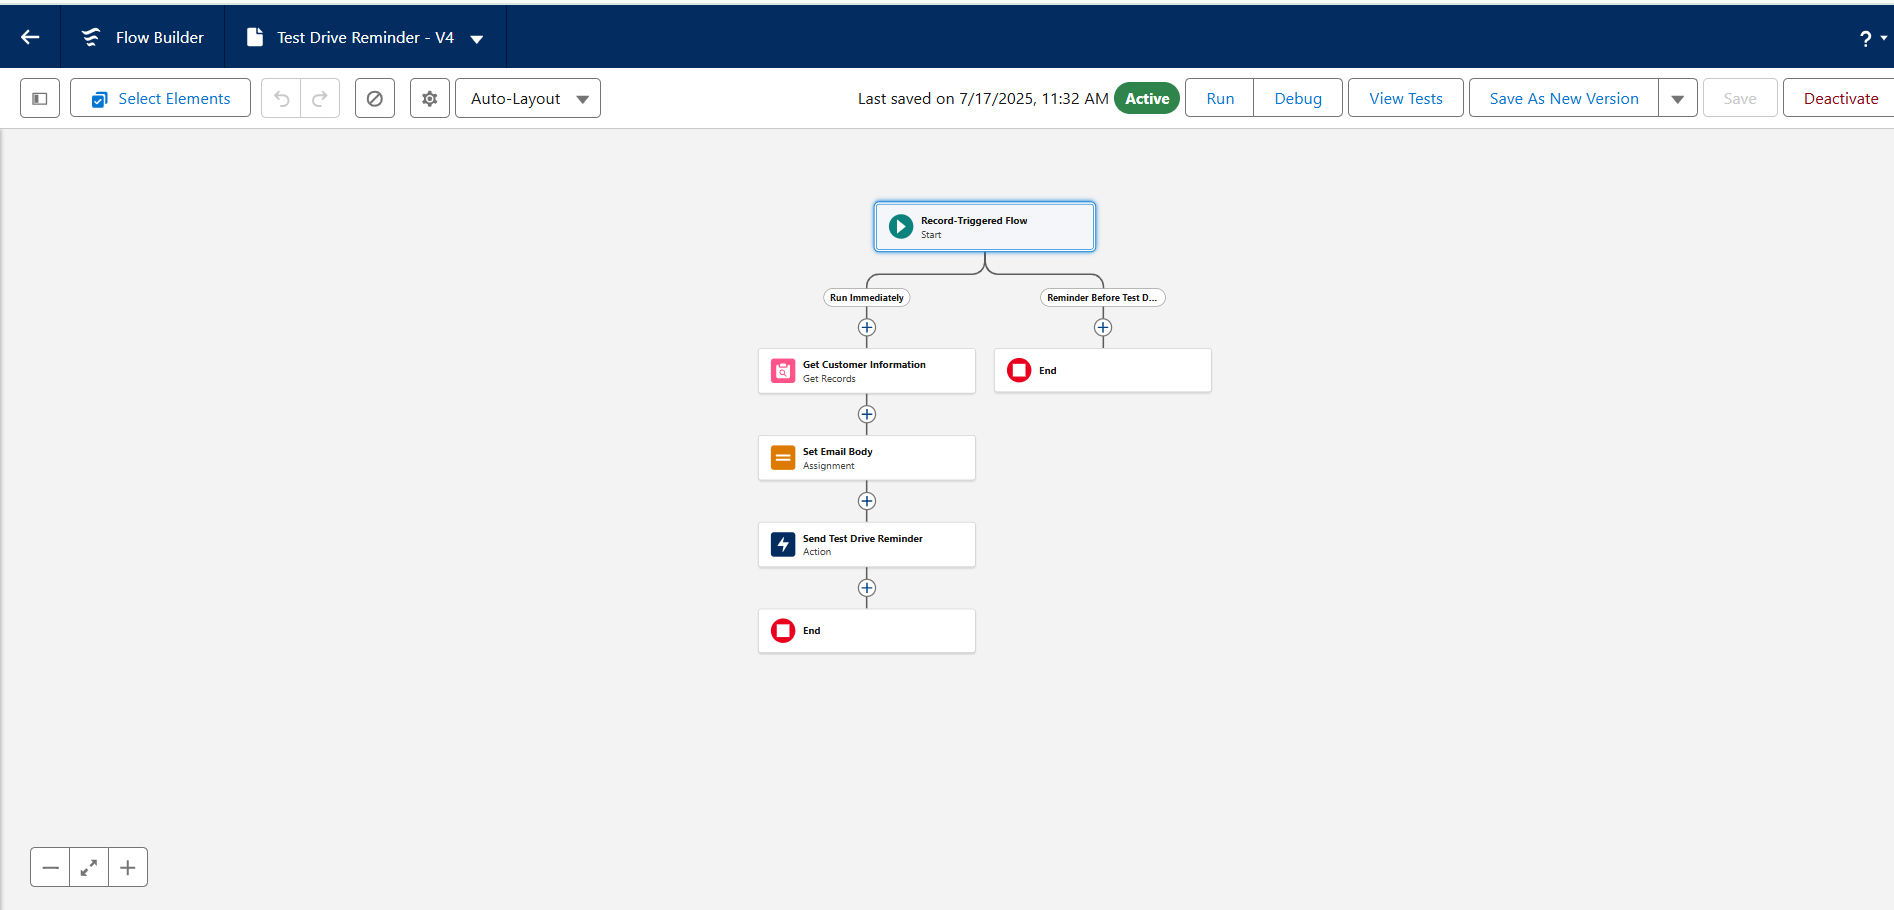 Flow Builder
Test Drive Reminder - V4
?
Select Elements
Auto-Layout
Last saved on 7/17/2025, 11:32 AM
Active
Run
Debug
View Tests
Save As New Version
Save
Deactivate
Record-Triggered Flow
Start
Run Immediately
Reminder Before Test D...
Get Customer Information
Get Records
End
Set Email Body
Assignment
Send Test Drive Reminder
Action
End